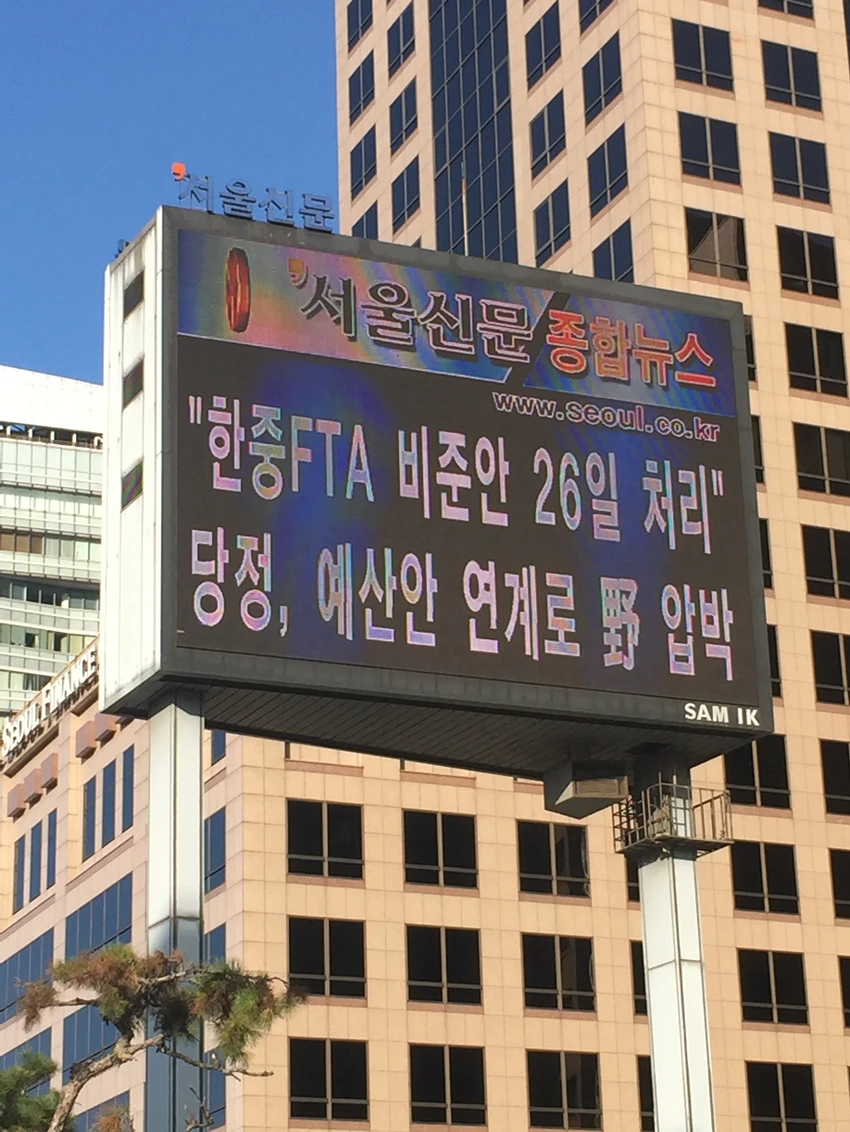 서울신문
서울신문 종합뉴스
www.seoul.co.kr
"한중FTA 비준안 26일 처리"
당정, 예산안 연계로 野 압박
SAM IK
SEOUL FINANCE